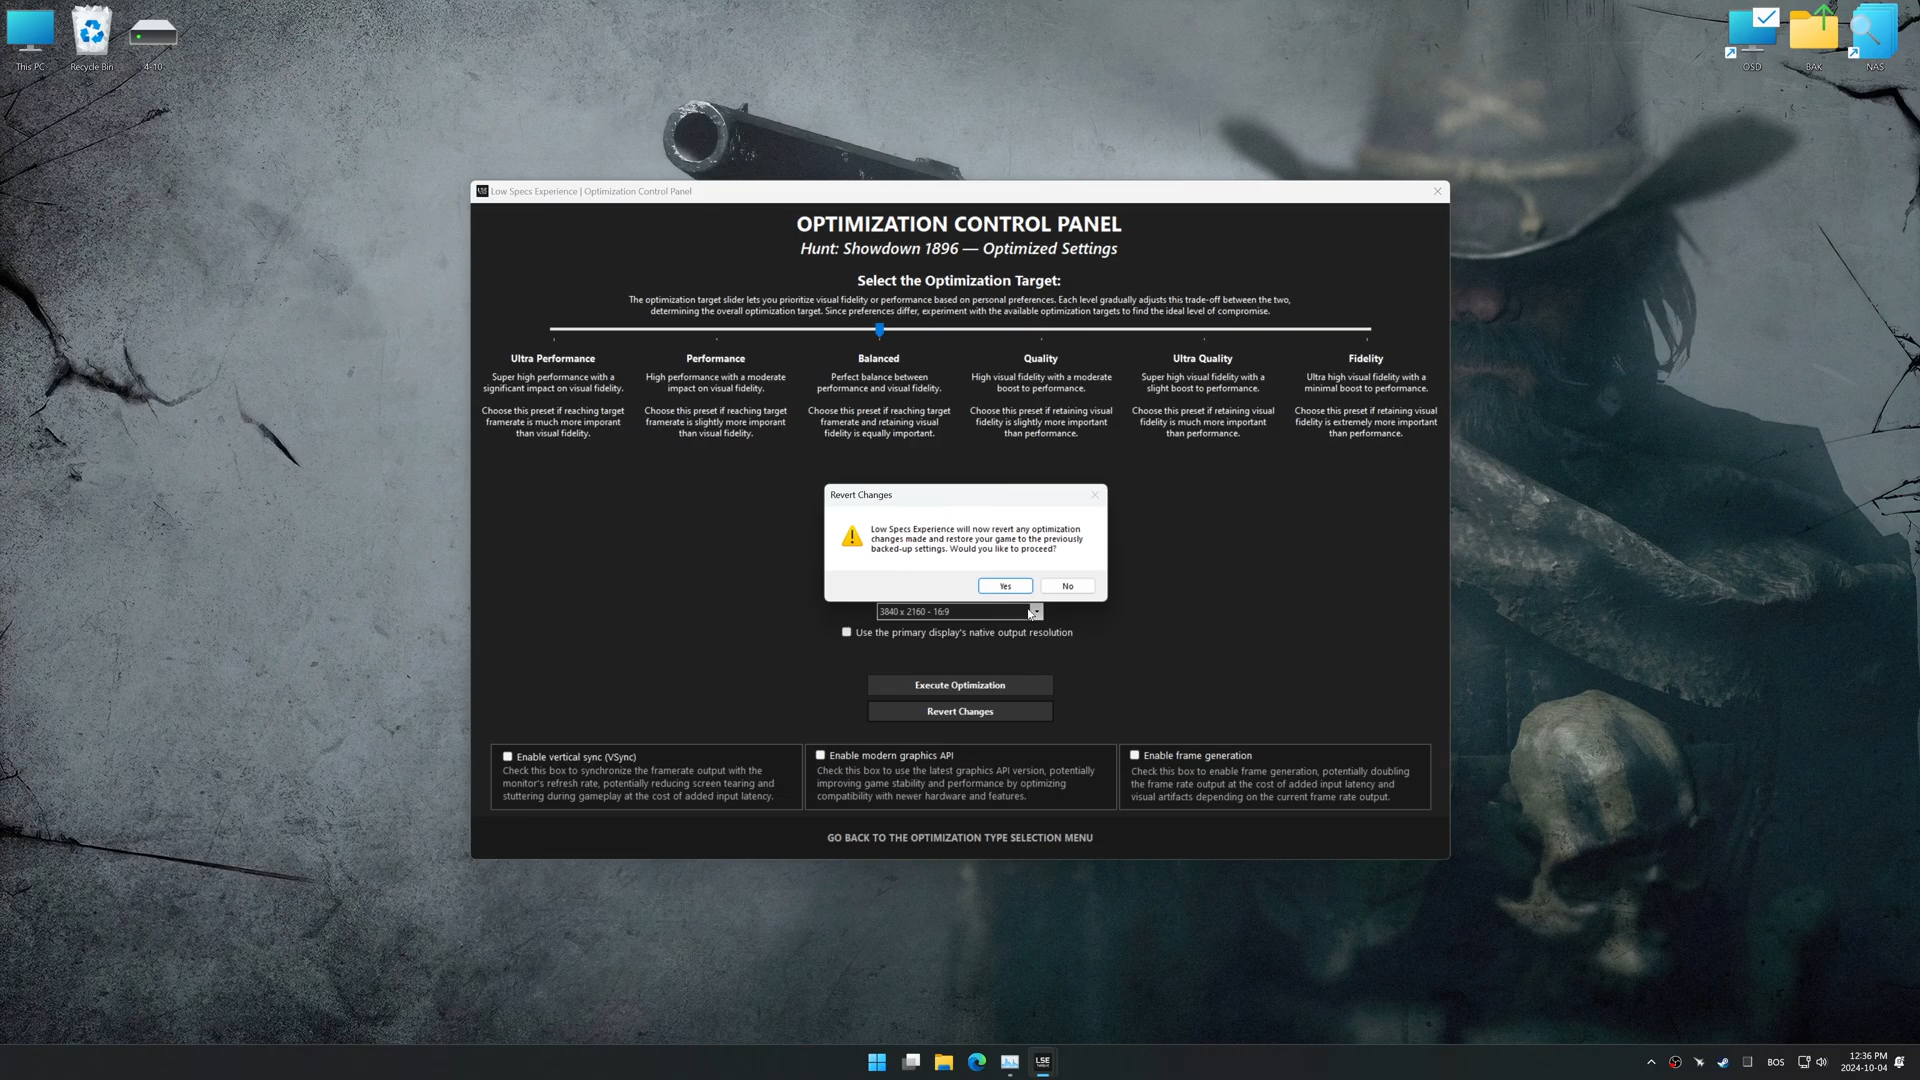 This PC
Recycle Bin
4-10
OSD
BAK
NAS
LSE
Low Specs Experience | Optimization Control Panel
OPTIMIZATION CONTROL PANEL
Hunt: Showdown 1896 — Optimized Settings
Select the Optimization Target:
The optimization target slider lets you prioritize visual fidelity or performance based on personal preferences. Each level gradually adjusts this trade-off between the two,
determining the overall optimization target. Since preferences differ, experiment with the available optimization targets to find the ideal level of compromise.
Ultra Performance
Super high performance with a
significant impact on visual fidelity.
Choose this preset if reaching target
framerate is much more imporant
than visual fidelity.
Performance
High performance with a moderate
impact on visual fidelity.
Choose this preset if reaching target
framerate is slightly more imporant
than visual fidelity.
Balanced
Perfect balance between
performance and visual fidelity.
Choose this preset if reaching target
framerate and retaining visual
fidelity is equally important.
Quality
High visual fidelity with a moderate
boost to performance.
Choose this preset if retaining visual
fidelity is slightly more important
than performance.
Ultra Quality
Super high visual fidelity with a
slight boost to performance.
Choose this preset if retaining visual
fidelity is much more important
than performance.
Fidelity
Ultra high visual fidelity with a
minimal boost to performance.
Choose this preset if retaining visual
fidelity is extremely more important
than performance.
Revert Changes
Low Specs Experience will now revert any optimization
changes made and restore your game to the previously
backed-up settings. Would you like to proceed?
Yes
No
3840 x 2160 - 16:9
Use the primary display's native output resolution
Execute Optimization
Revert Changes
Enable vertical sync (VSync)
Check this box to synchronize the framerate output with the
monitor's refresh rate, potentially reducing screen tearing and
stuttering during gameplay at the cost of added input latency.
Enable modern graphics API
Check this box to use the latest graphics API version, potentially
improving game stability and performance by optimizing
compatibility with newer hardware and features.
Enable frame generation
Check this box to enable frame generation, potentially doubling
the frame rate output at the cost of added input latency and
visual artifacts depending on the current frame rate output.
GO BACK TO THE OPTIMIZATION TYPE SELECTION MENU
LSE
BOS
12:36 PM
2024-10-04